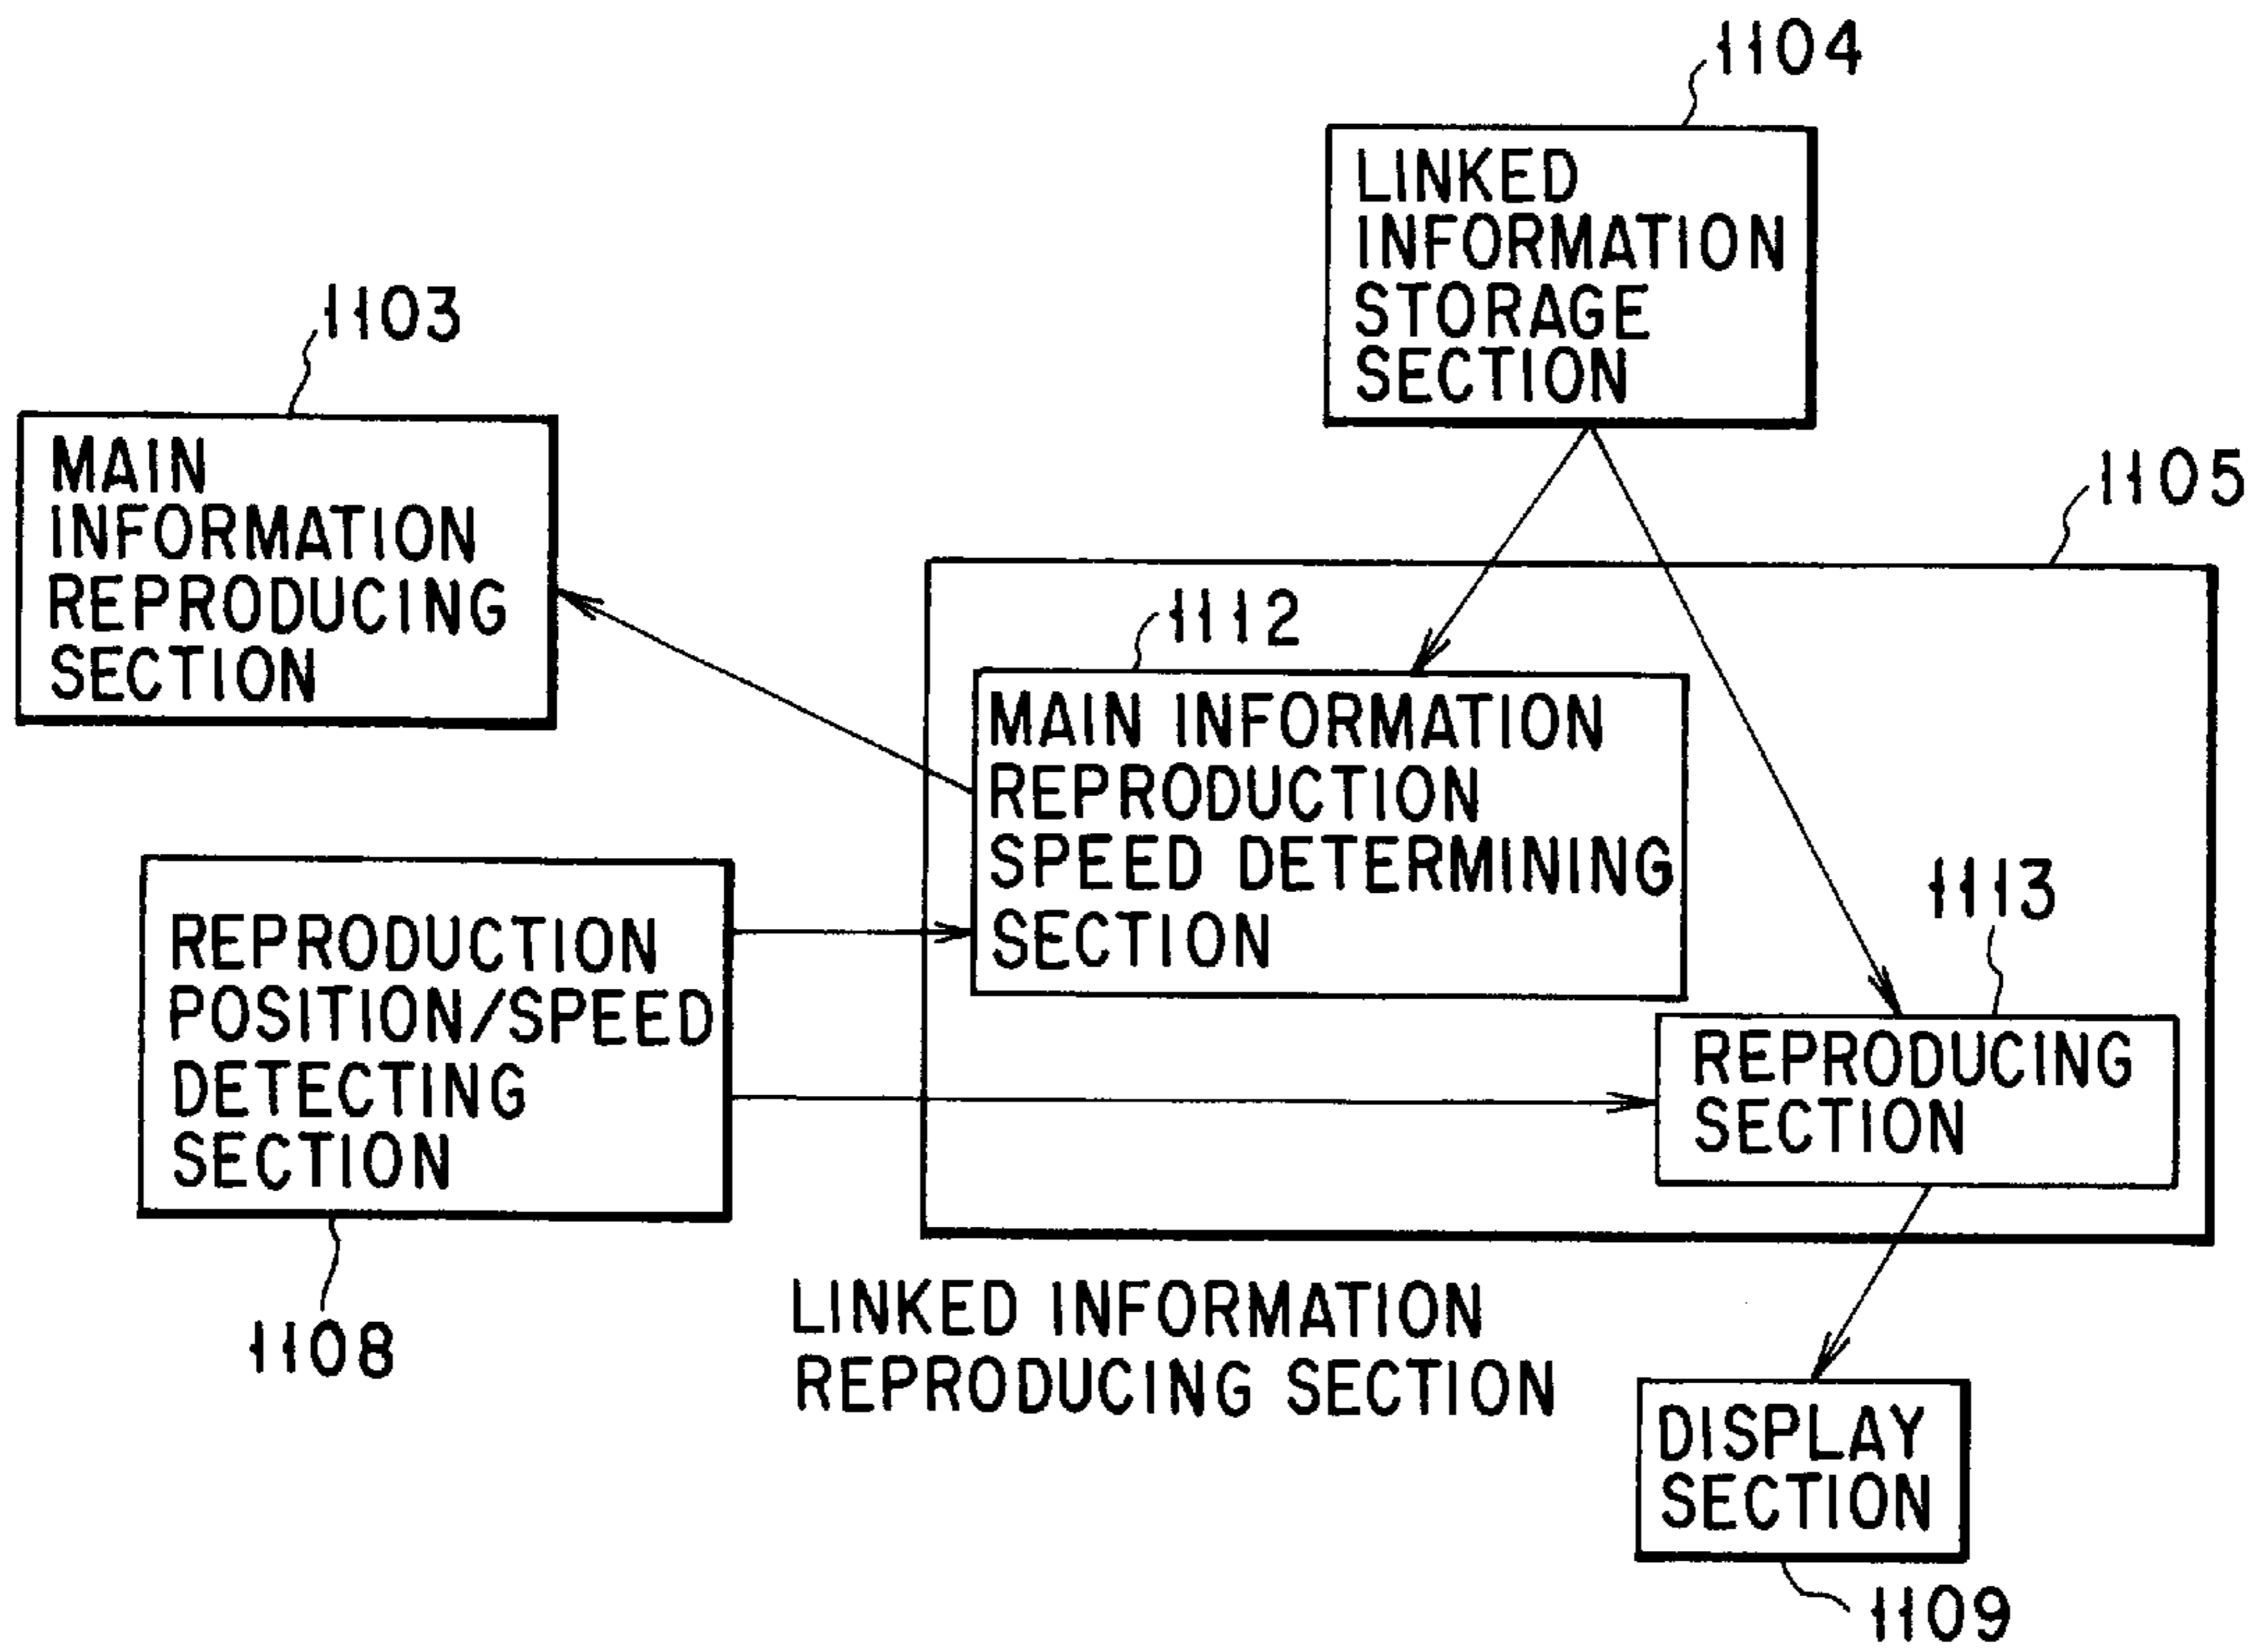 1104
LINKED
INFORMATION
STORAGE
SECTION
1103
MAIN
INFORMATION
REPRODUCING
SECTION
1105
1112
MAIN INFORMATION
REPRODUCTION
SPEED DETERMINING
SECTION
1113
REPRODUCING
SECTION
REPRODUCTION
POSITION/SPEED
DETECTING
SECTION
1108
LINKED INFORMATION
REPRODUCING SECTION
DISPLAY
SECTION
1109